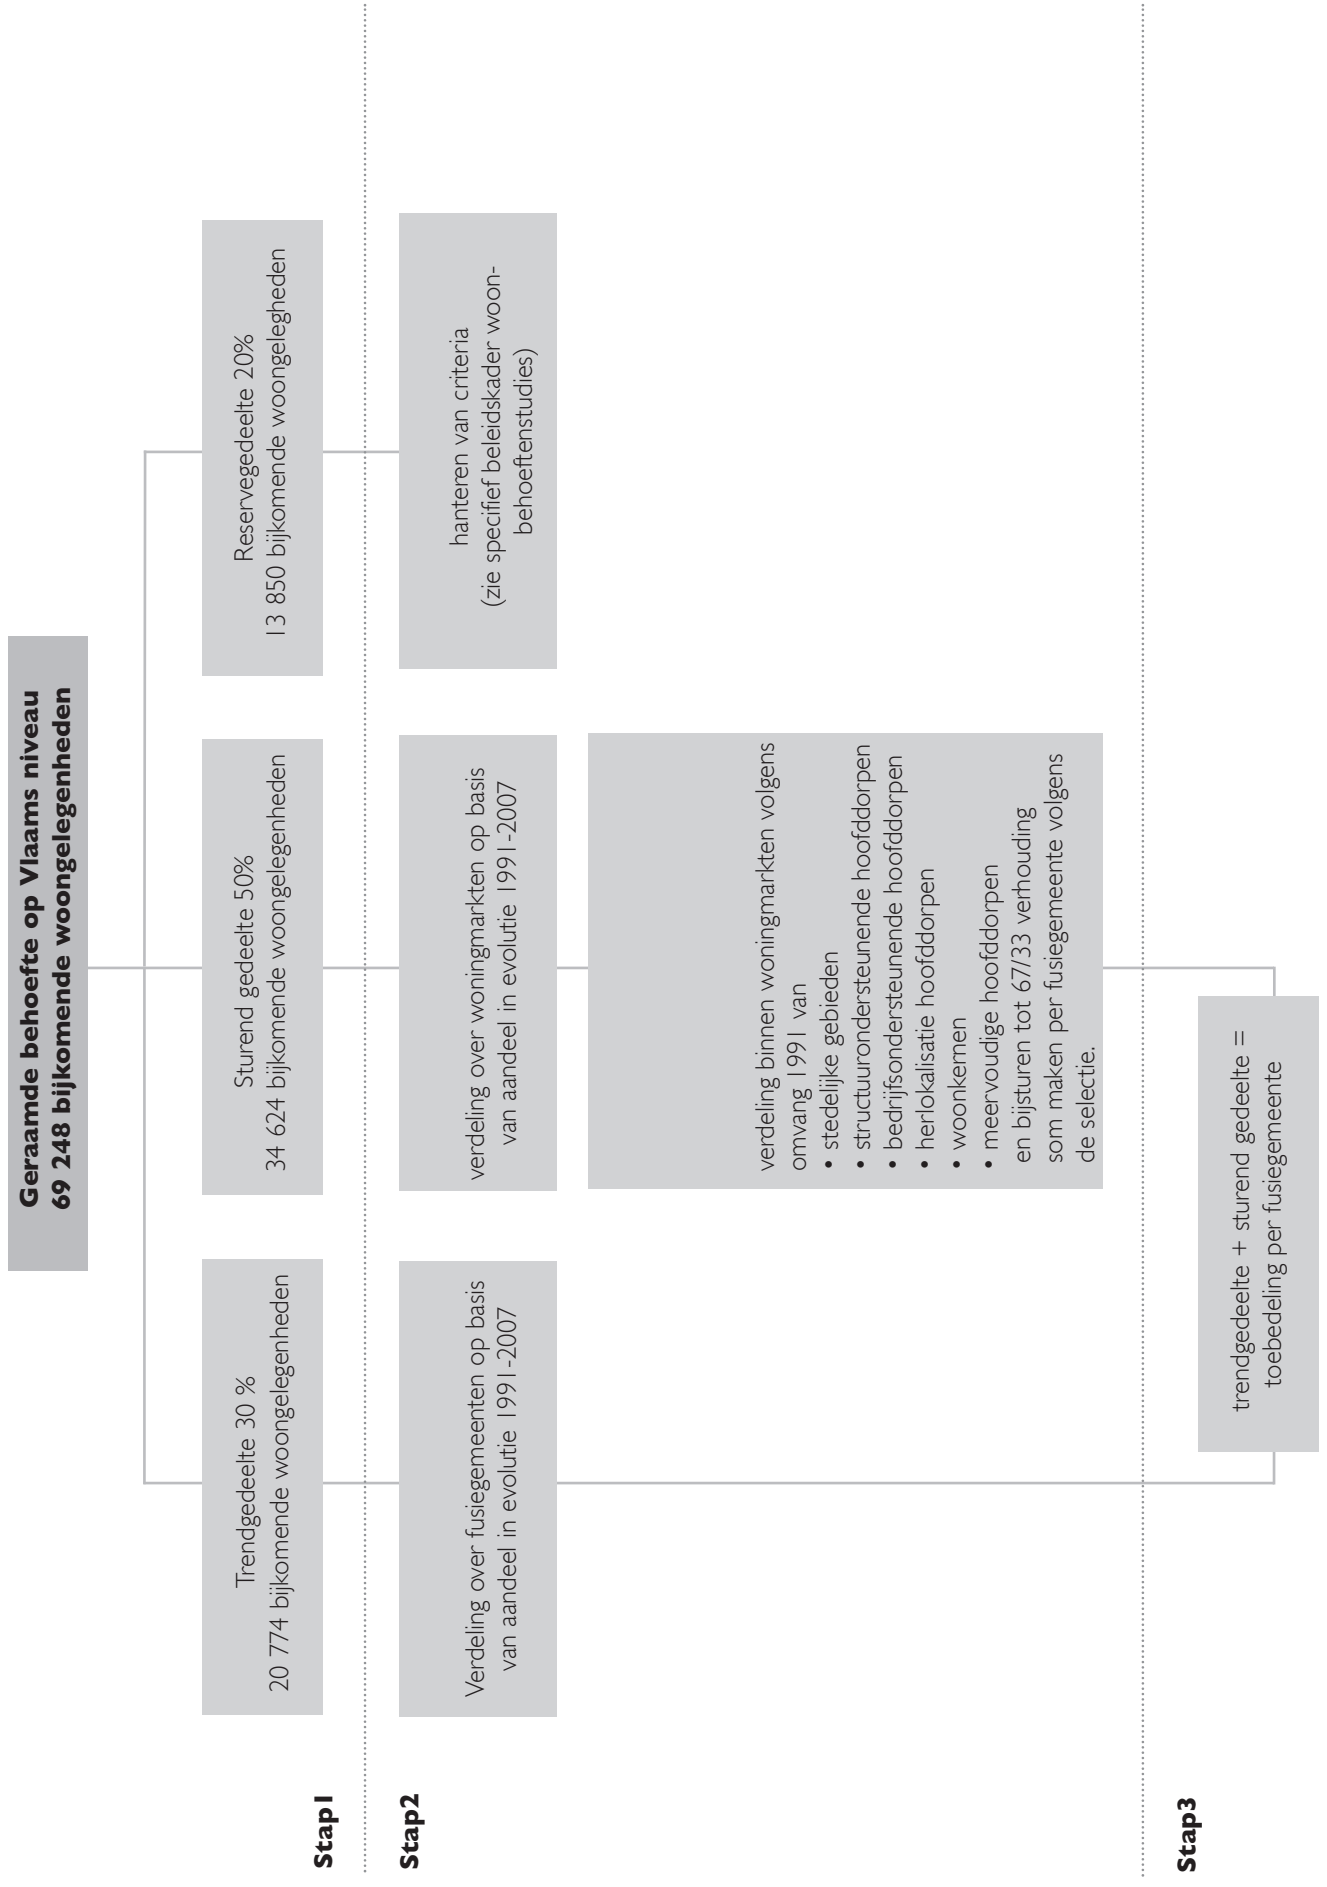 Geraamde behoefte op Vlaams niveau
69 248 bijkomende woongelegenheden
Stap1
Trendgedeelte 30 %
20 774 bijkomende woongelegenheden
Sturend gedeelte 50%
34 624 bijkomende woongelegenheden
Reservegedeelte 20%
13 850 bijkomende woongelegheden
Stap2
Verdeling over fusiegemeenten op basis
van aandeel in evolutie 1991-2007
verdeling over woningmarkten op basis
van aandeel in evolutie 1991-2007
hanteren van criteria
(zie specifief beleidskader woon-
behoeftenstudies)
verdeling binnen woningmarkten volgens
omvang 1991 van
• stedelijke gebieden
• structuurondersteunende hoofddorpen
• bedrijfsondersteunende hoofddorpen
• herlokalisatie hoofddorpen
• woonkernen
• meervoudige hoofddorpen
en bijsturen tot 67/33 verhouding
som maken per fusiegemeente volgens
de selectie.
Stap3
trendgedeelte + sturend gedeelte =
toebedeling per fusiegemeente